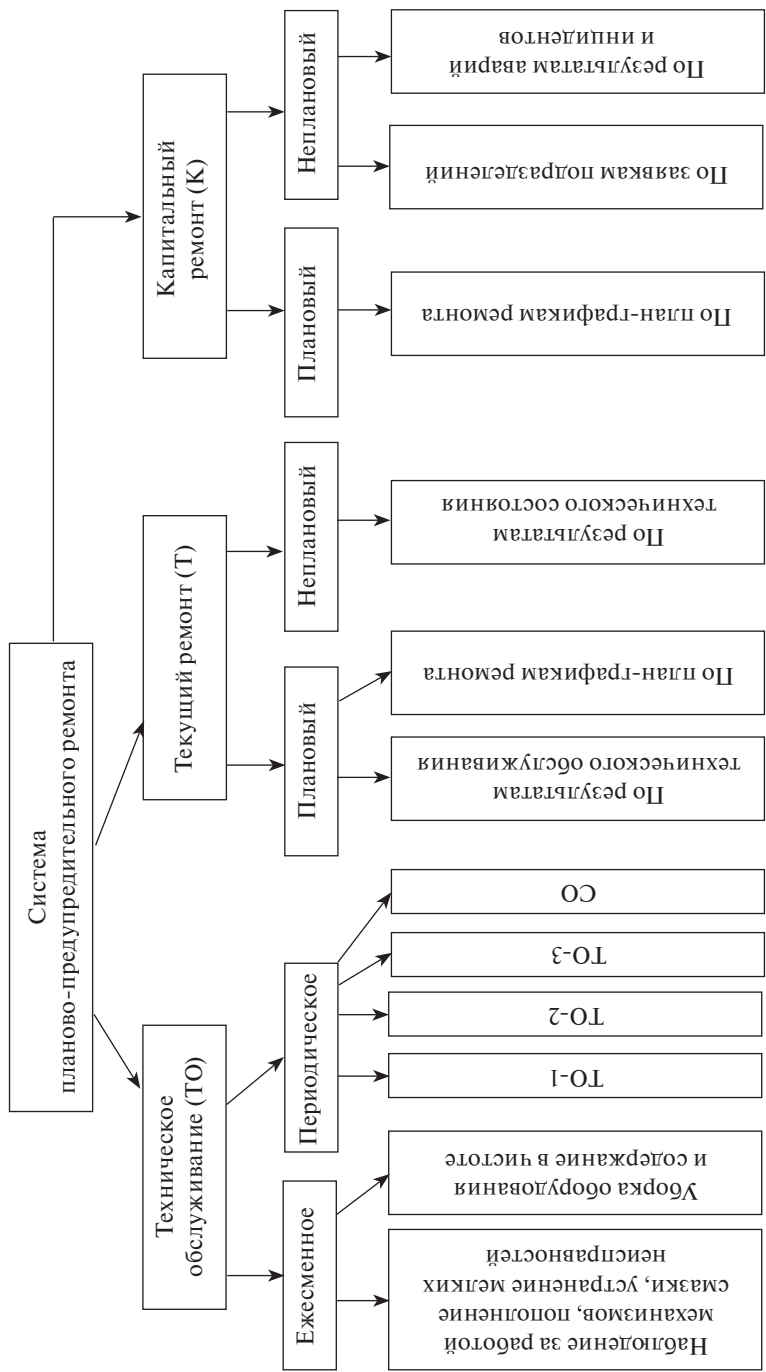 Система
планово-предупредительного ремонта
Техническое
обслуживание (ТО)
Текущий ремонт (Т)
Капитальный
ремонт (К)
Ежесменное
Периодическое
Плановый
Неплановый
Плановый
Неплановый
Наблюдение за работой
механизмов, пополнение
смазки, устранение мелких
неисправностей
Уборка оборудования
и содержание в чистоте
ТО-1
ТО-2
ТО-3
СО
По результатам
технического обслуживания
По план-графикам ремонта
По результатам
технического состояния
По план-графикам ремонта
По заявкам подразделений
По результатам аварий
и инцидентов